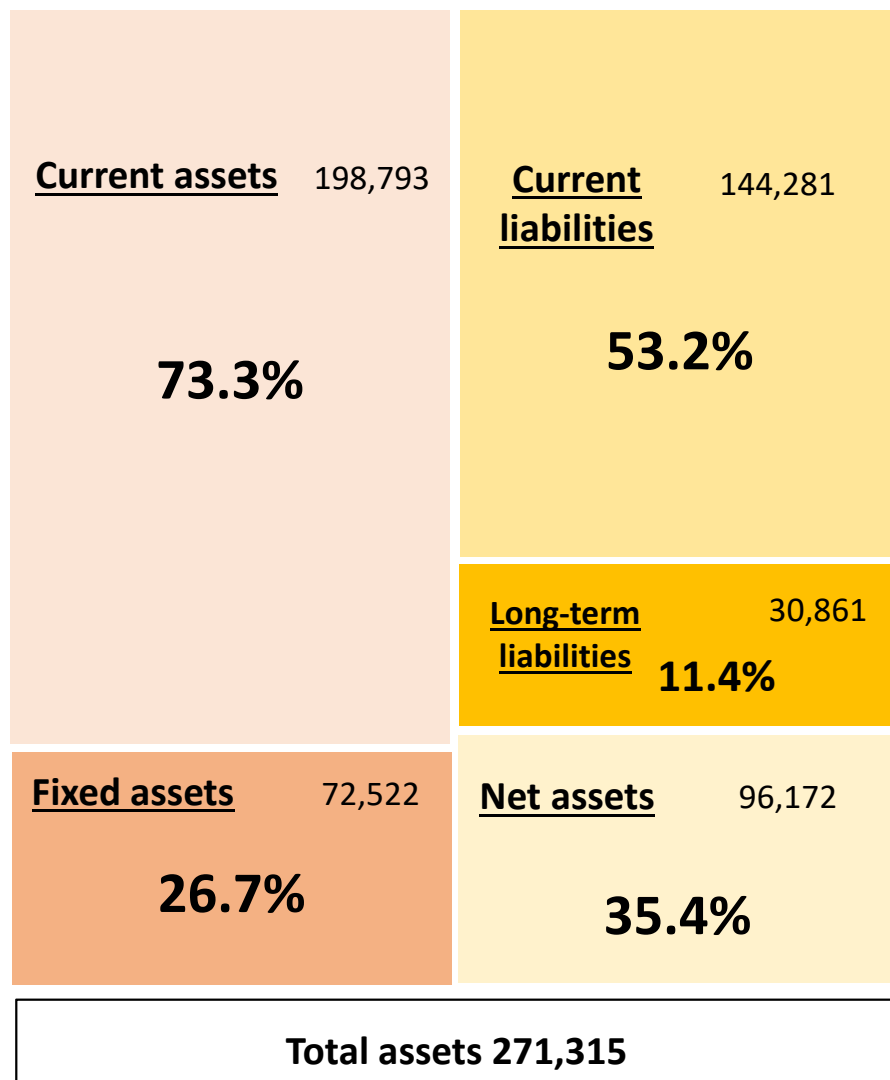 Current assets 198,793
73.3%
Fixed assets 72,522
26.7%
Current 144,281
liabilities
53.2%
Long-term 30,861
liabilities 11.4%
Net assets 96,172
35.4%
Total assets 271,315